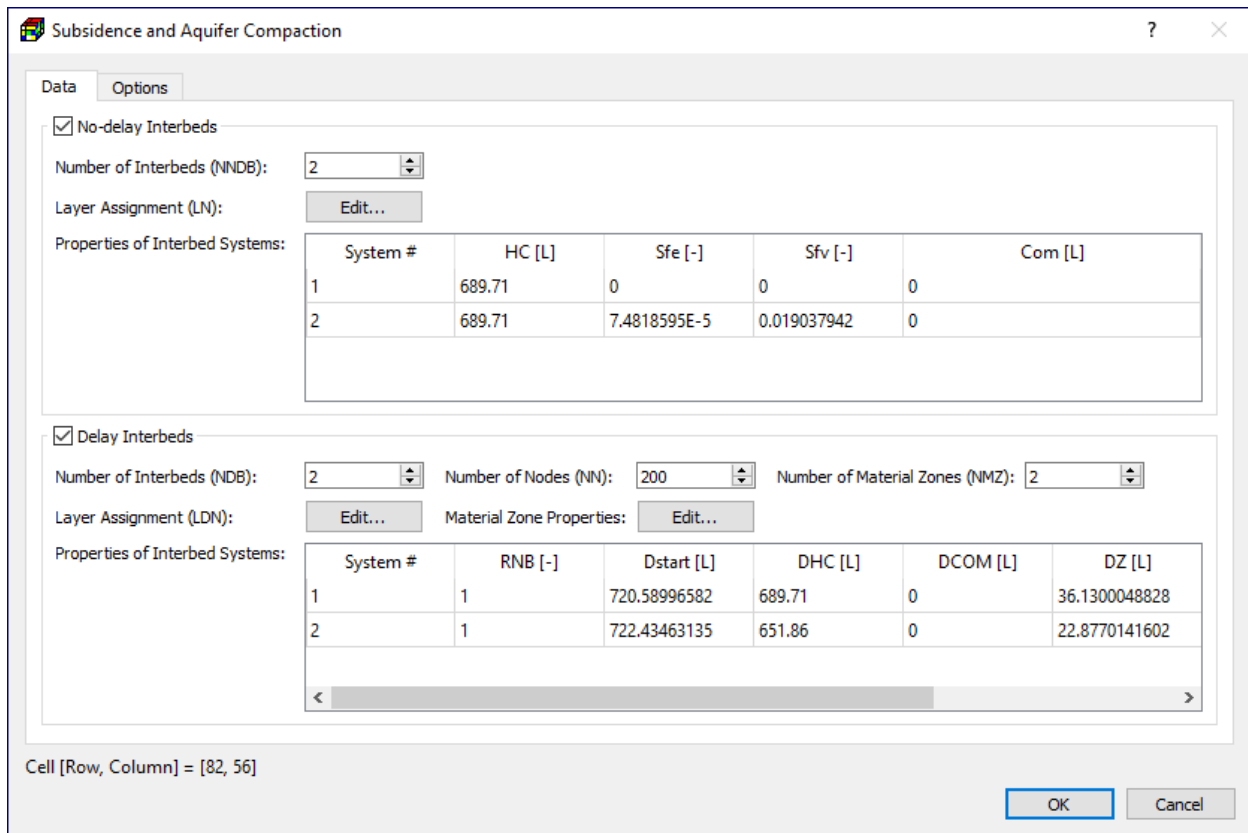 Subsidence and Aquifer Compaction ?
Data Options
No-delay Interbeds
Number of Interbeds (NNDB): 2
Layer Assignment (LN): Edit...
Properties of Interbed Systems:
System # HC [L] Sfe [-] Sfv [-] Com [L]
1 689.71 0 0 0
2 689.71 7.4818595E-5 0.019037942 0
Delay Interbeds
Number of Interbeds (NDB): 2 Number of Nodes (NN): 200 Number of Material Zones (NMZ): 2
Layer Assignment (LDN): Edit... Material Zone Properties: Edit...
Properties of Interbed Systems:
System # RNB [-] Dstart [L] DHC [L] DCOM [L] DZ [L]
1 1 720.58996582 689.71 0 36.1300048828
2 1 722.43463135 651.86 0 22.8770141602
Cell [Row, Column] = [82, 56]
OK Cancel